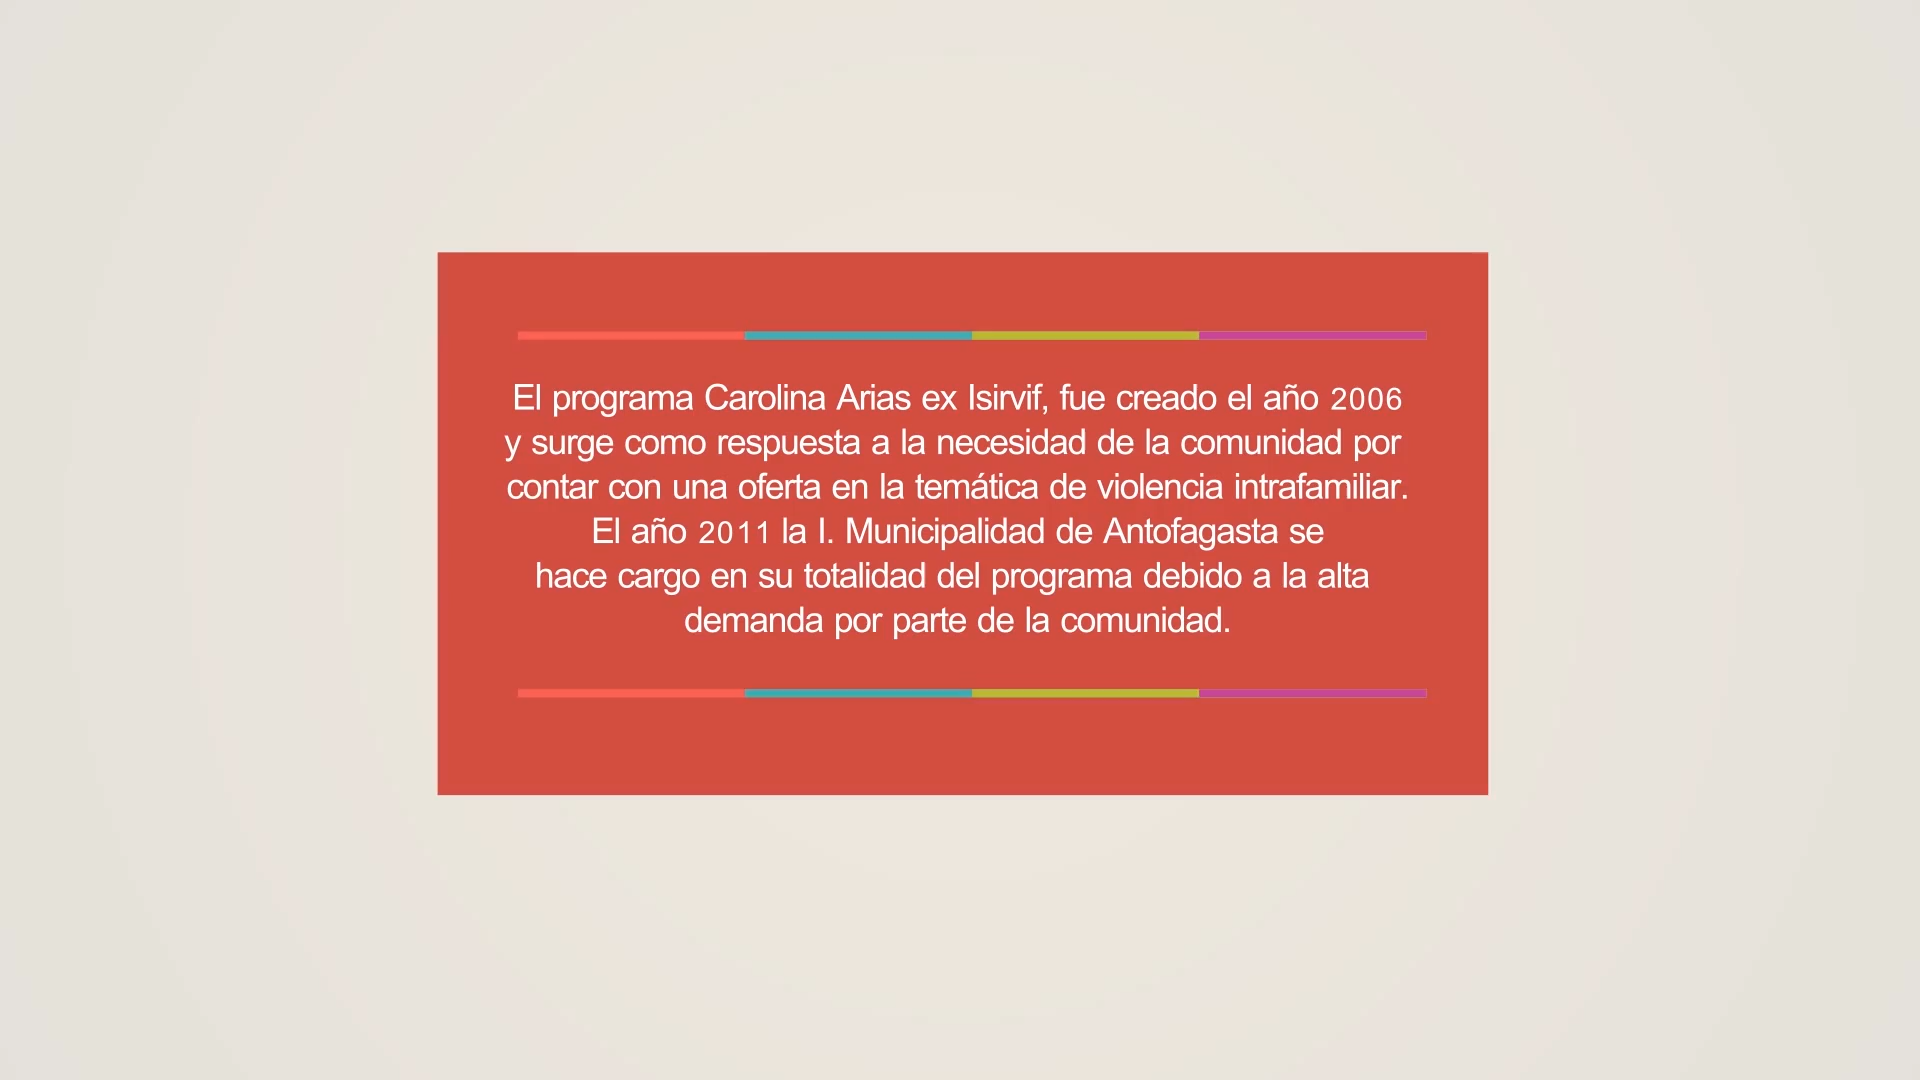 El programa Carolina Arias ex Isirvif, fue creado el año 2006
y surge como respuesta a la necesidad de la comunidad por
contar con una oferta en la temática de violencia intrafamiliar.
El año 2011 la I. Municipalidad de Antofagasta se
hace cargo en su totalidad del programa debido a la alta
demanda por parte de la comunidad.